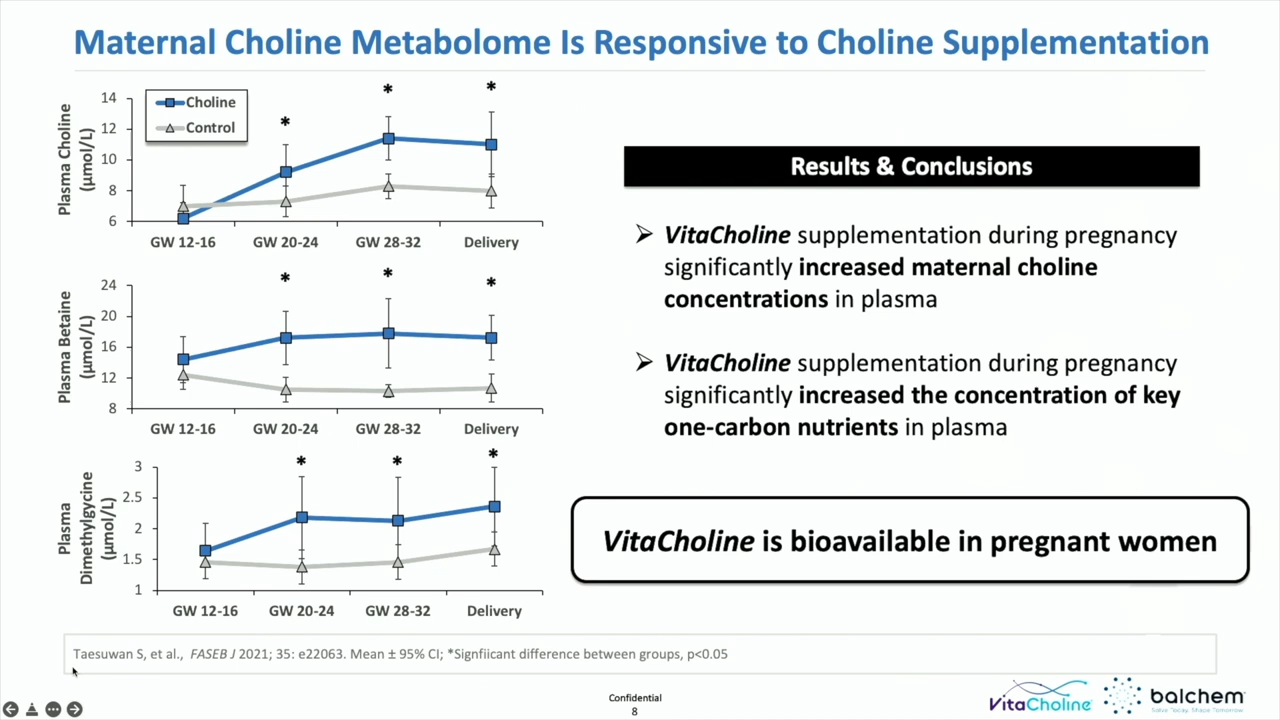 Maternal Choline Metabolome Is Responsive to Choline Supplementation
Plasma Choline
(µmol/L)
14
12
10
8
6
Choline
Control
*
*
*
GW 12-16
GW 20-24
GW 28-32
Delivery
Plasma Betaine
(µmol/L)
24
20
16
12
8
*
*
*
GW 12-16
GW 20-24
GW 28-32
Delivery
Plasma
Dimethylgycine
(µmol/L)
3
2.5
2
1.5
1
*
*
*
GW 12-16
GW 20-24
GW 28-32
Delivery
Results & Conclusions
VitaCholine supplementation during pregnancy
significantly increased maternal choline
concentrations in plasma
VitaCholine supplementation during pregnancy
significantly increased the concentration of key
one-carbon nutrients in plasma
VitaCholine is bioavailable in pregnant women
Taesuwan S, et al., FASEB J 2021; 35: e22063. Mean ± 95% CI; *Signfiicant difference between groups, p<0.05
Confidential
8
VitaCholine
balchem
Solve Today. Shape Tomorrow.